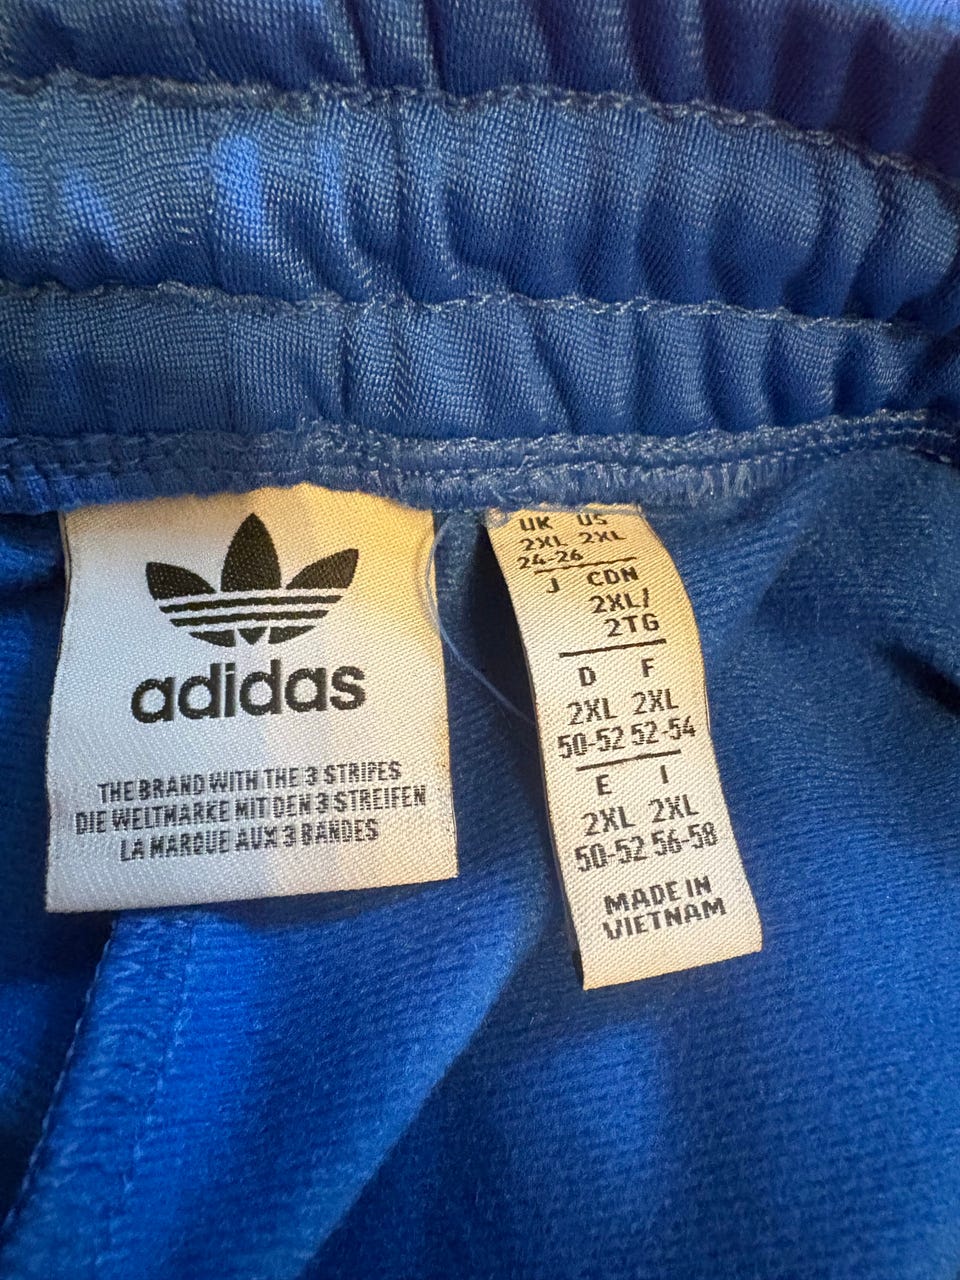 adidas
THE BRAND WITH THE 3 STRIPES
DIE WELTMARKE MIT DEN 3 STREIFEN
LA MARQUE AUX 3 BANDES
UK US
2XL 2XL
24-26
J CDN
2XL/
2TG
D F
2XL 2XL
50-52 52-54
E I
2XL 2XL
50-52 56-58
MADE IN
VIETNAM